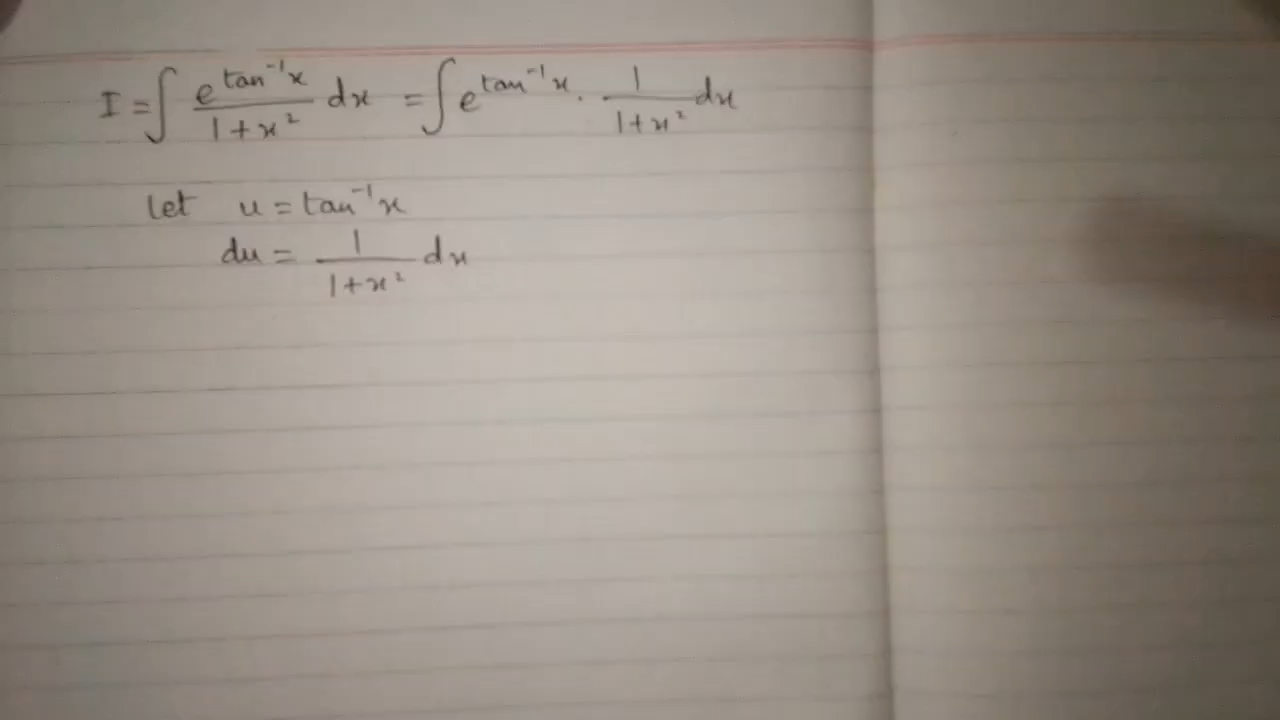 I = ∫ e^(tan⁻¹x) / (1+x²) dx = ∫ e^(tan⁻¹x) · 1/(1+x²) dx
let u = tan⁻¹x
du = 1/(1+x²) dx